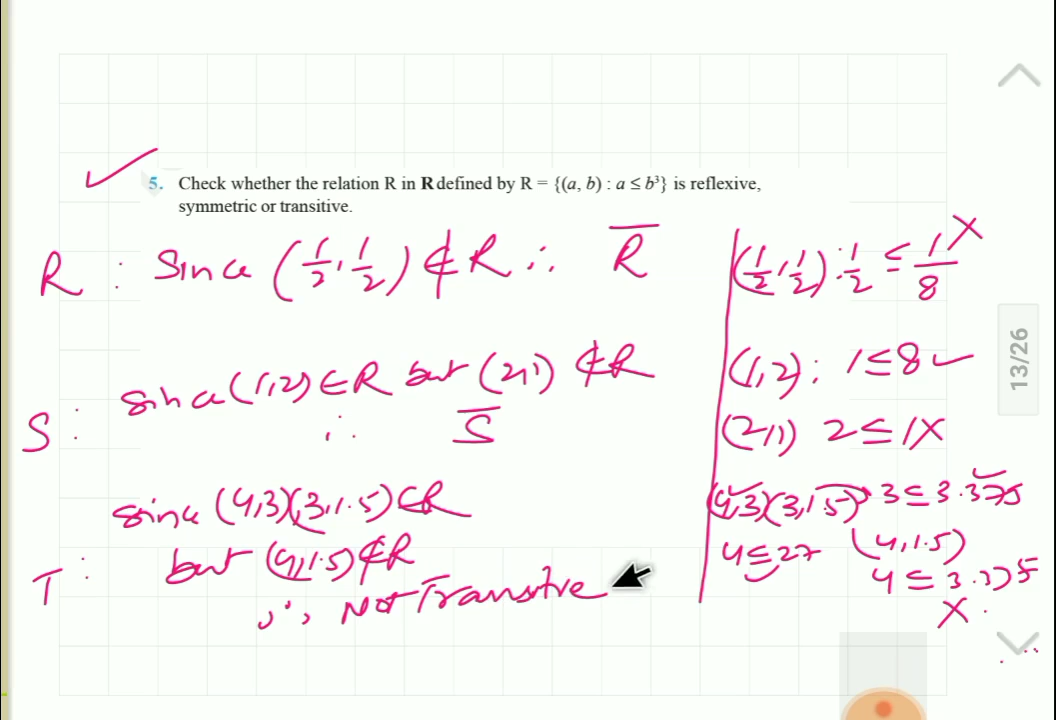 5. Check whether the relation R in R defined by R = {(a, b) : a ≤ b³} is reflexive,
symmetric or transitive.
R : Since (1/2, 1/2) ∉ R ∴ R̅
(1/2, 1/2) : 1/2 ≤ 1/8 X
S : since (1,2) ∈ R but (2,1) ∉ R
∴ S̅
(1,2) : 1 ≤ 8 ✓
(2,1) 2 ≤ 1 X
T : since (4,3)(3,1.5) ∈ R
but (4,1.5) ∉ R
∴, Not Transitve
(4,3)(3,1.5) 3 ≤ 3.375
4 ≤ 27 (4,1.5)
4 ≤ 3.375
X
13/26